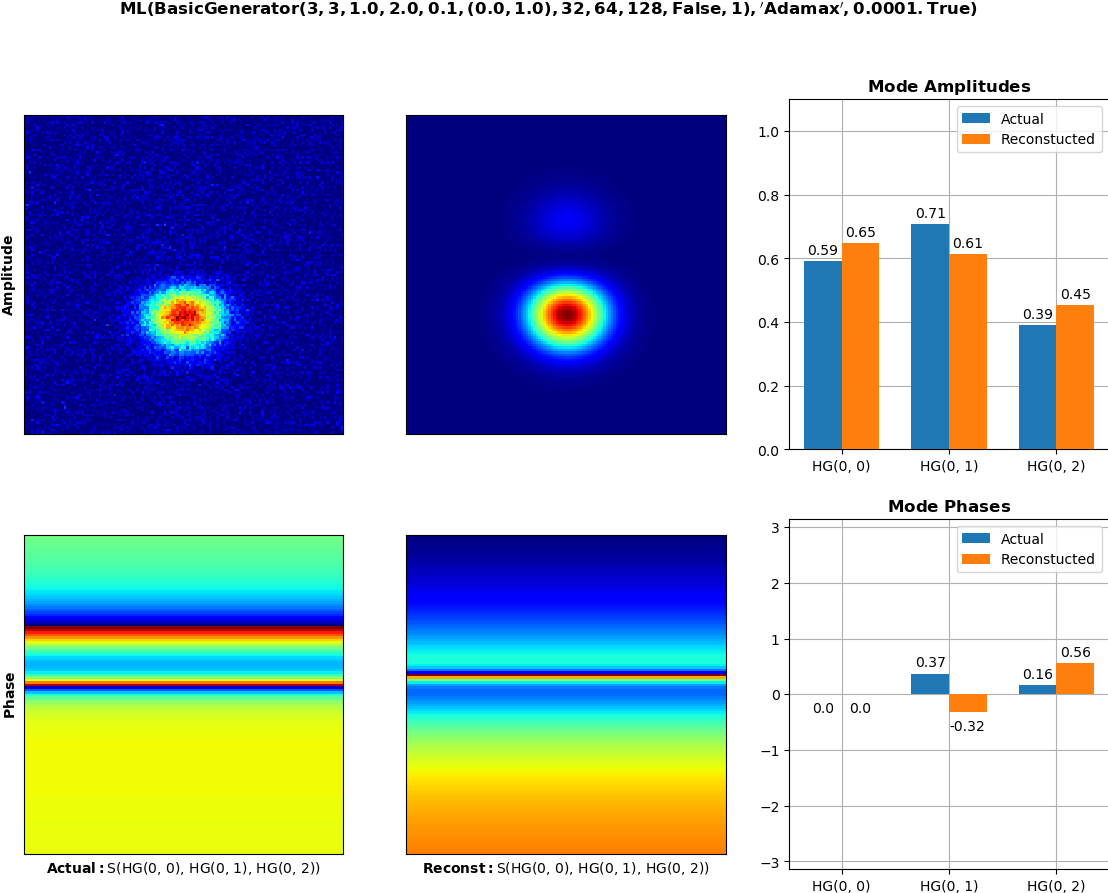 ML(BasicGenerator(3, 3, 1.0, 2.0, 0.1, (0.0, 1.0), 32, 64, 128, False, 1), ′Adamax′, 0.0001. True)
Amplitude
Mode Amplitudes
Actual
Reconstucted
1.0
0.8
0.6
0.4
0.2
0.0
0.59
0.65
0.71
0.61
0.39
0.45
HG(0, 0)
HG(0, 1)
HG(0, 2)
Phase
Actual: S(HG(0, 0), HG(0, 1), HG(0, 2))
Reconst: S(HG(0, 0), HG(0, 1), HG(0, 2))
Mode Phases
Actual
Reconstucted
3
2
1
0
−1
−2
−3
0.0
0.0
0.37
-0.32
0.16
0.56
HG(0, 0)
HG(0, 1)
HG(0, 2)